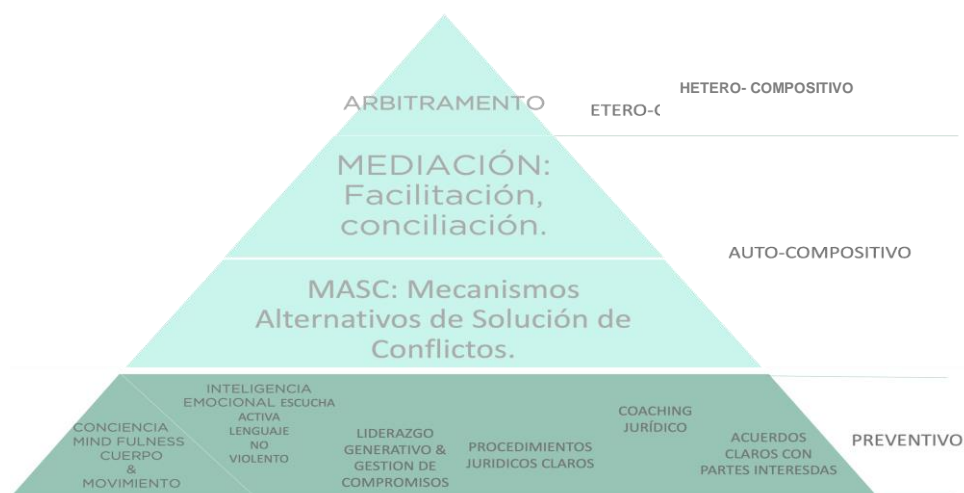 HETERO- COMPOSITIVO
ARBITRAMENTO
ETERO-C
MEDIACIÓN:
Facilitación,
conciliación.
AUTO-COMPOSITIVO
MASC: Mecanismos
Alternativos de Solución de
Conflictos.
CONCIENCIA
MIND FULNESS
CUERPO
&
MOVIMIENTO
INTELIGENCIA
EMOCIONAL ESCUCHA
ACTIVA
LENGUAJE
NO
VIOLENTO
LIDERAZGO
GENERATIVO &
GESTION DE
COMPROMISOS
PROCEDIMIENTOS
JURIDICOS CLAROS
COACHING
JURÍDICO
ACUERDOS
CLAROS CON
PARTES INTERESDAS
PREVENTIVO